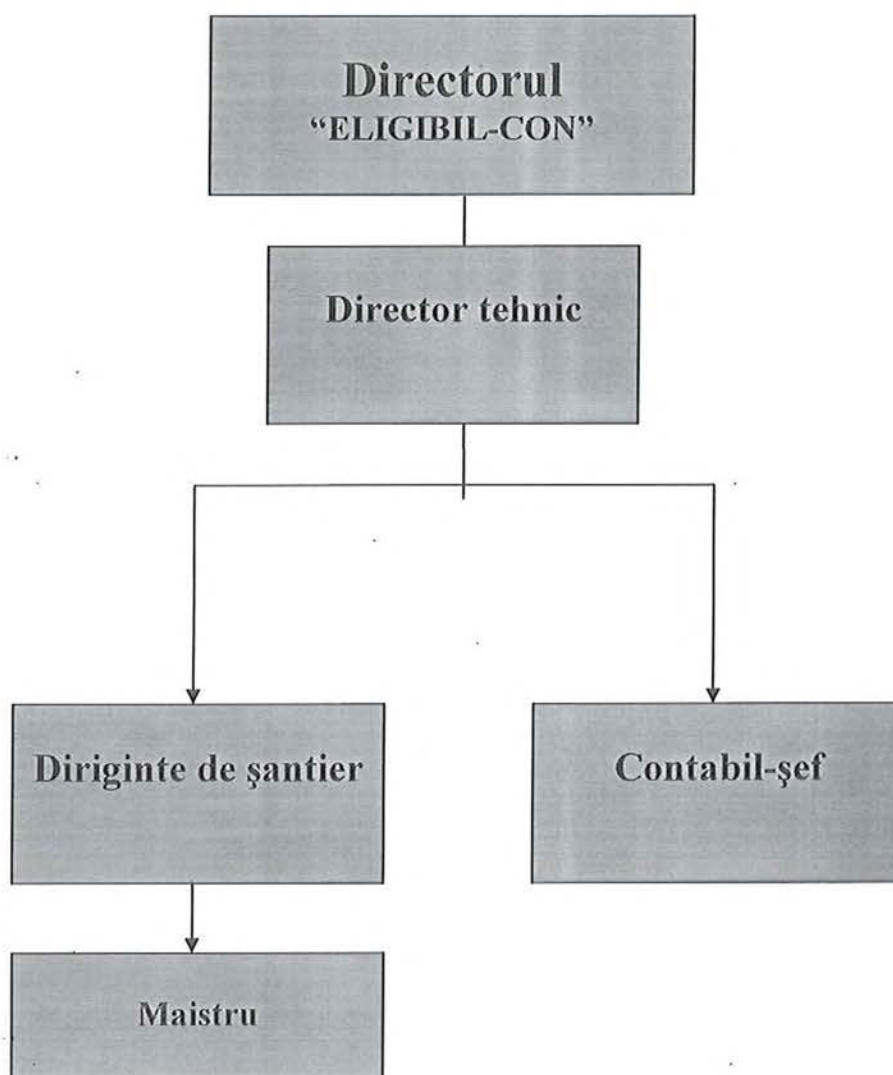 Directorul
“ELIGIBIL-CON”
Director tehnic
Diriginte de şantier
Contabil-şef
Maistru